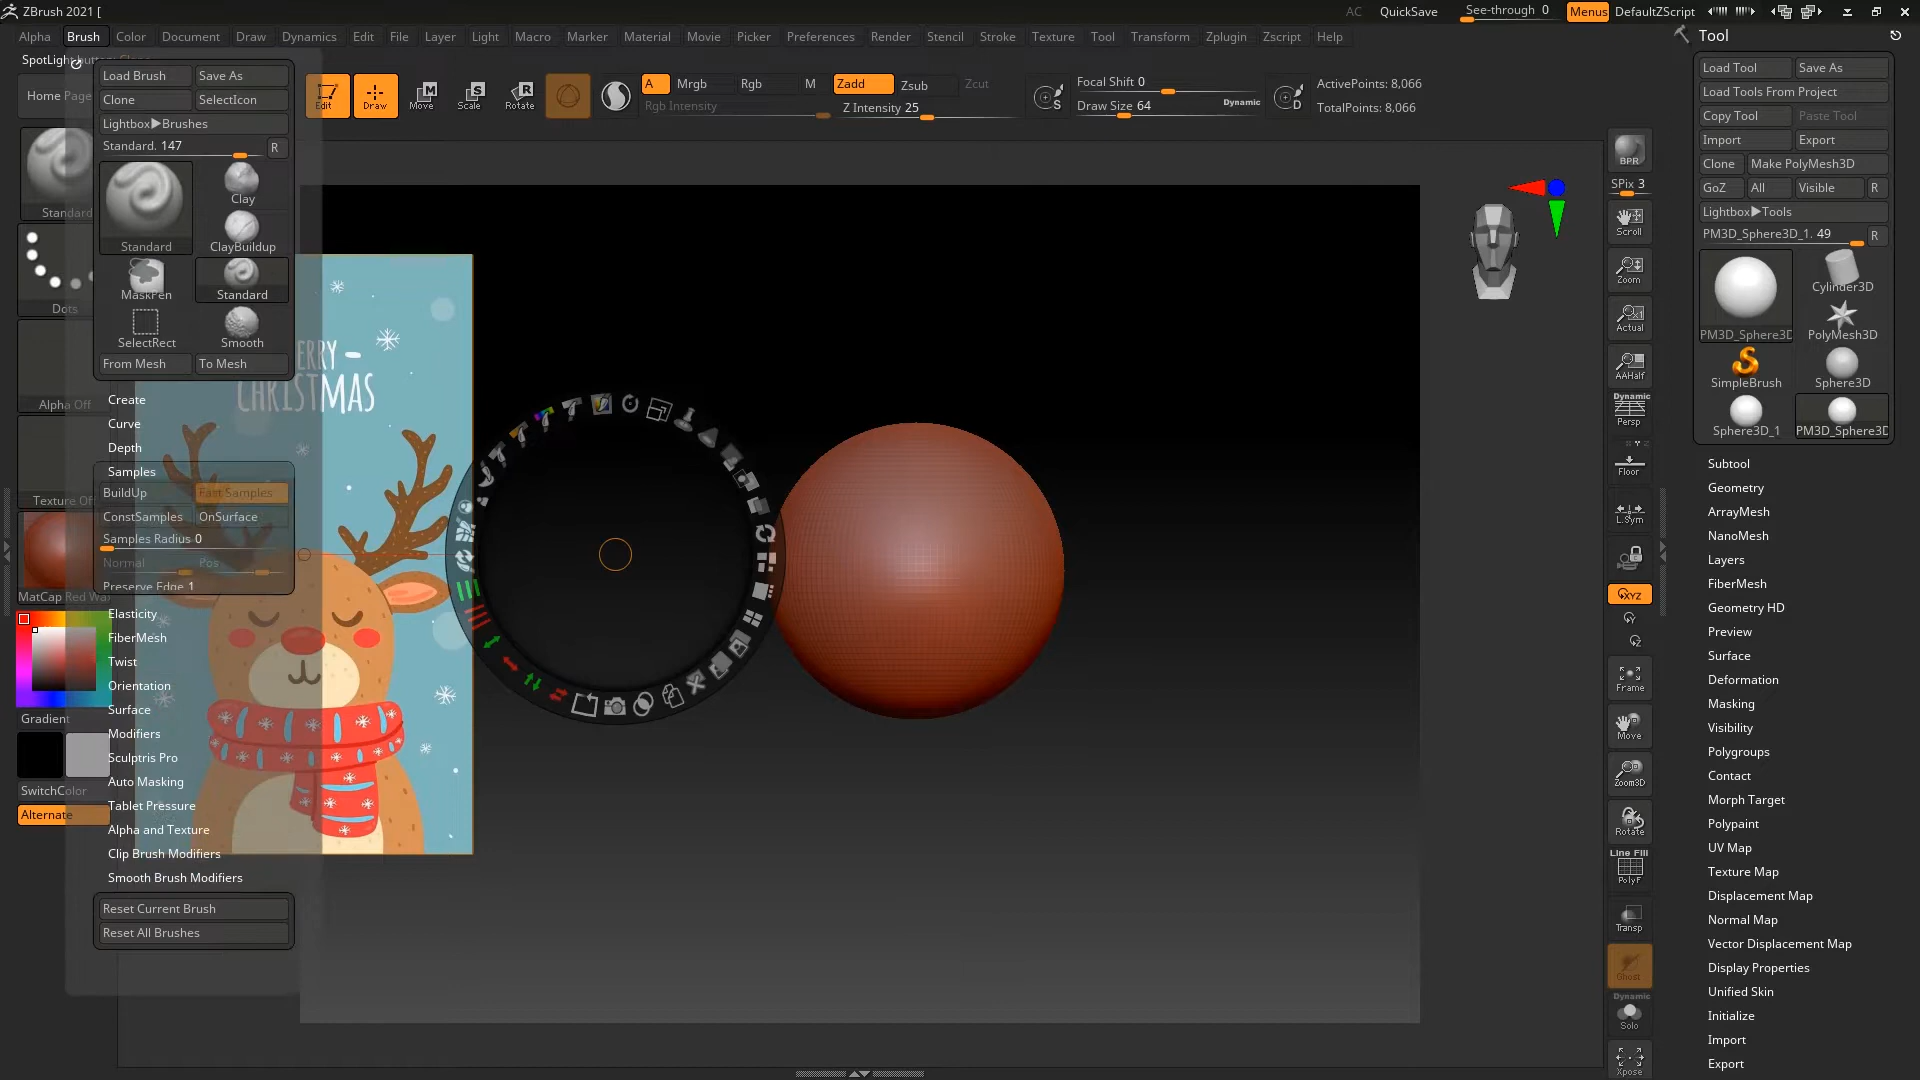 ZBrush 2021 [
AC QuickSave See-through 0 Menus DefaultZScript
Alpha Brush Color Document Draw Dynamics Edit File Layer Light Macro Marker Material Movie Picker Preferences Render Stencil Stroke Texture Tool Transform Zplugin Zscript Help
Home Page
Standard
Dots
Alpha Off
MatCap Red Wa
Gradient
SwitchColor
Alternate
Load Brush Save As
Clone SelectIcon
Lightbox▶Brushes
Standard. 147 R
Clay
Standard ClayBuildup
MaskPen Standard
SelectRect Smooth
From Mesh To Mesh
Create
Curve
Depth
Samples
BuildUp Fast Samples
ConstSamples OnSurface
Samples Radius 0
Normal Pos
Preserve Edge 1
Elasticity
FiberMesh
Twist
Orientation
Surface
Modifiers
Sculptris Pro
Auto Masking
Tablet Pressure
Alpha and Texture
Clip Brush Modifiers
Smooth Brush Modifiers
Reset Current Brush
Reset All Brushes
Edit Draw Move Scale Rotate
A Mrgb Rgb M
Rgb Intensity
Zadd Zsub Zcut
Z Intensity 25
Focal Shift 0
Draw Size 64 Dynamic
ActivePoints: 8,066
TotalPoints: 8,066
CHRISTMAS
BPR
SPix 3
Scroll
Zoom
Actual
AAHalf
Dynamic
Persp
Floor
L.Sym
XYZ
Frame
Move
Zoom3D
Rotate
Line Fill
PolyF
Transp
Ghost
Dynamic
Solo
Xpose
Tool
Load Tool Save As
Load Tools From Project
Copy Tool Paste Tool
Import Export
Clone Make PolyMesh3D
GoZ All Visible R
Lightbox▶Tools
PM3D_Sphere3D_1. 49 R
Cylinder3D
PM3D_Sphere3D PolyMesh3D
SimpleBrush Sphere3D
Sphere3D_1 PM3D_Sphere3D
Subtool
Geometry
ArrayMesh
NanoMesh
Layers
FiberMesh
Geometry HD
Preview
Surface
Deformation
Masking
Visibility
Polygroups
Contact
Morph Target
Polypaint
UV Map
Texture Map
Displacement Map
Normal Map
Vector Displacement Map
Display Properties
Unified Skin
Initialize
Import
Export